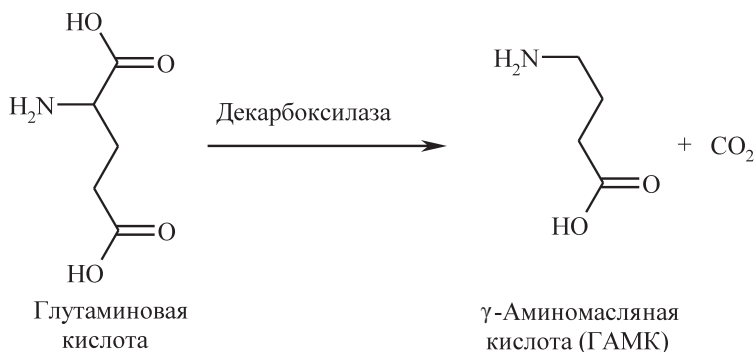 HO
O
H₂N
O
HO
Декарбоксилаза
H₂N
O
HO
+ CO₂
Глутаминовая
кислота
γ-Аминомасляная
кислота (ГАМК)